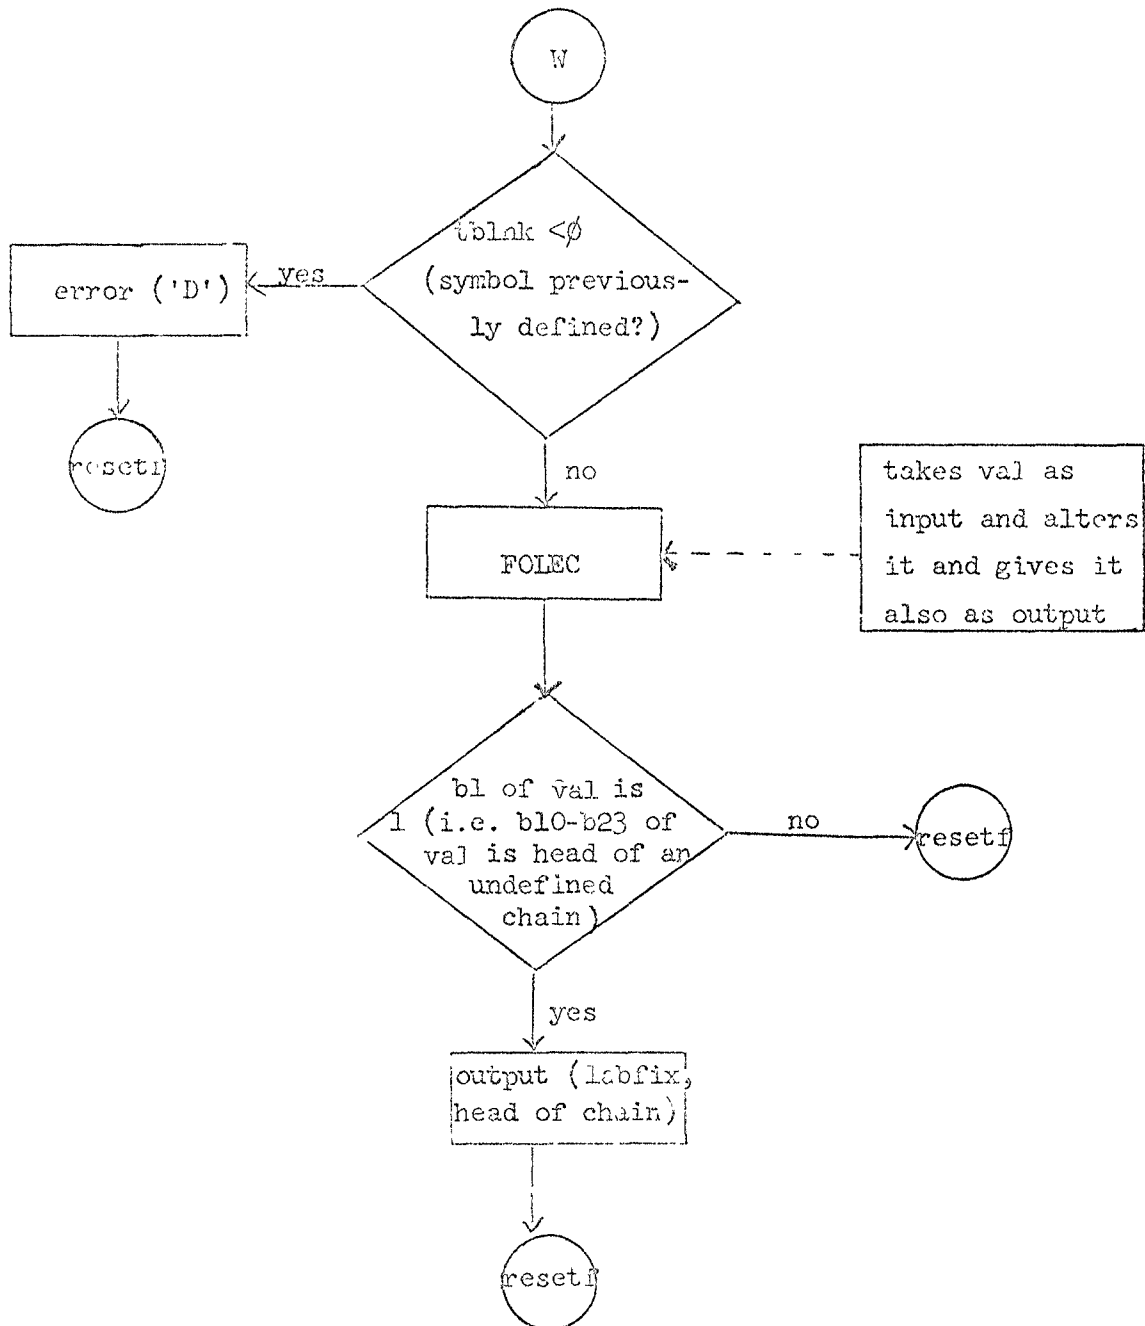 W
tblnk <ø
(symbol previous-
ly defined?)
yes
error ('D')
resetf
no
FOLEC
takes val as
input and alters
it and gives it
also as output
b1 of val is
1 (i.e. b10-b23 of
val is head of an
undefined
chain)
no
resetf
yes
output (labfix,
head of chain)
resetf